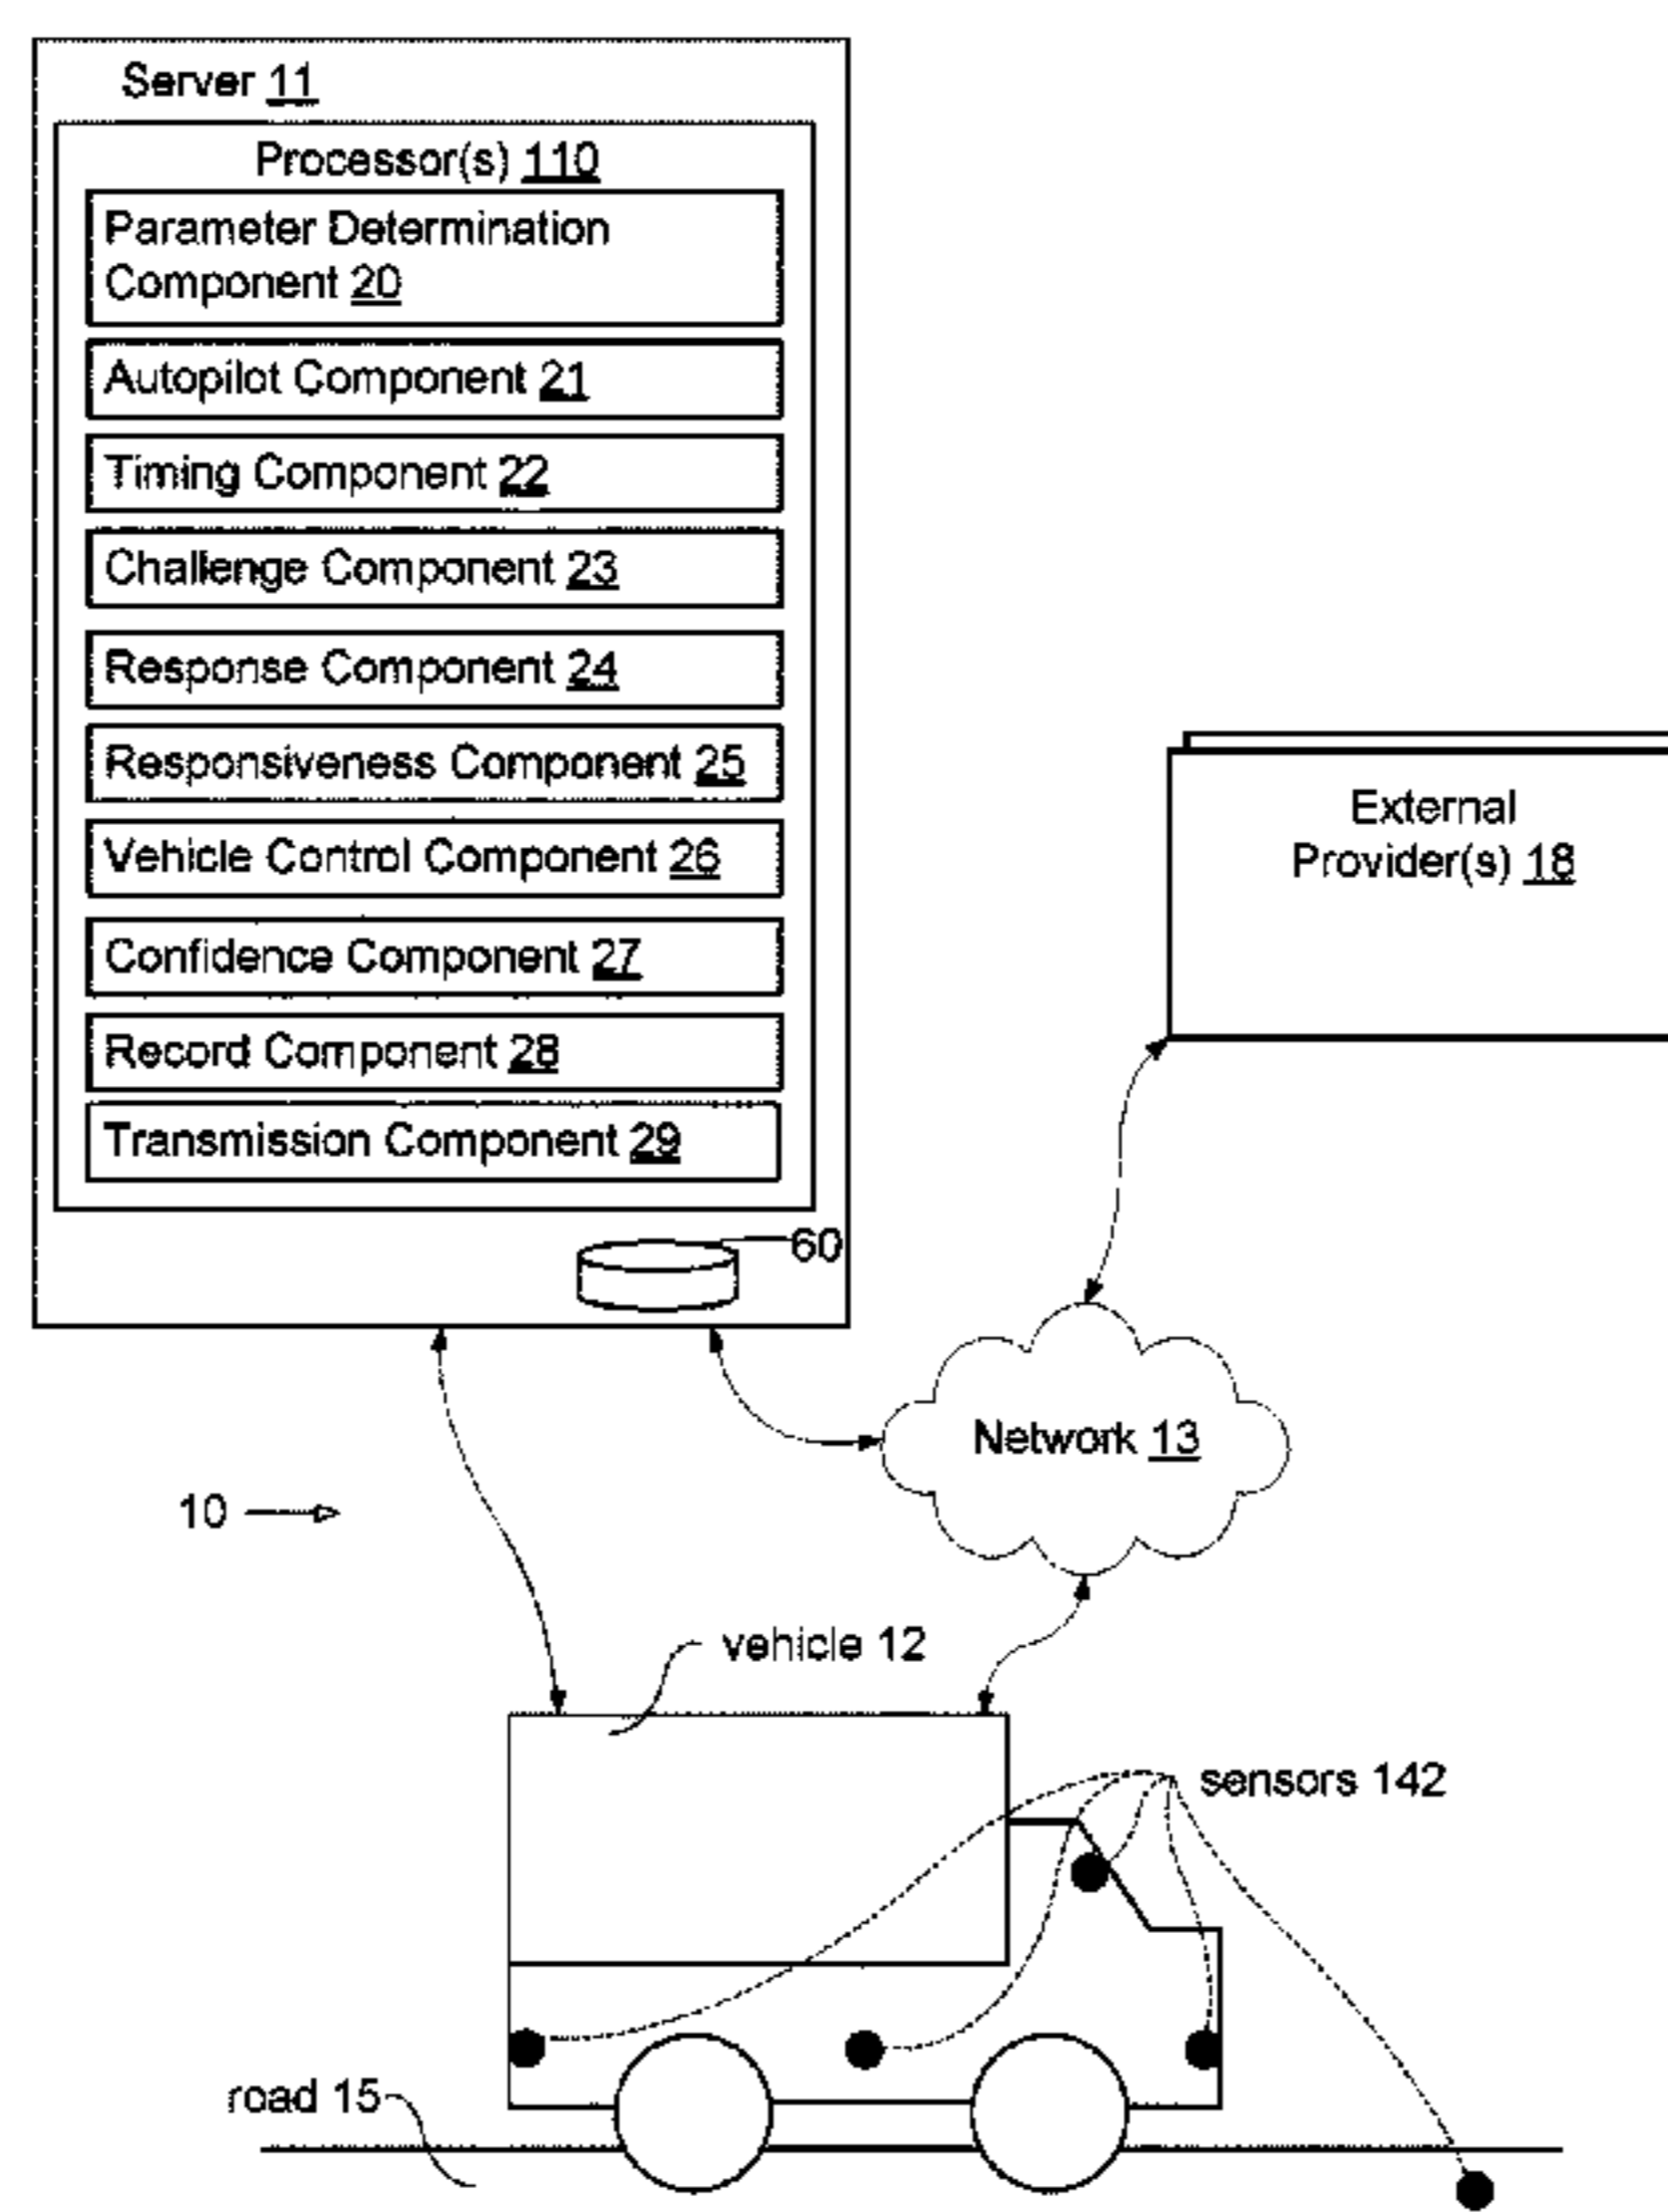 Server 11
Processor(s) 110
Parameter Determination
Component 20
Autopilot Component 21
Timing Component 22
Challenge Component 23
Response Component 24
Responsiveness Component 25
Vehicle Control Component 26
Confidence Component 27
Record Component 28
Transmission Component 29
60
External
Provider(s) 18
Network 13
10
vehicle 12
sensors 142
road 15